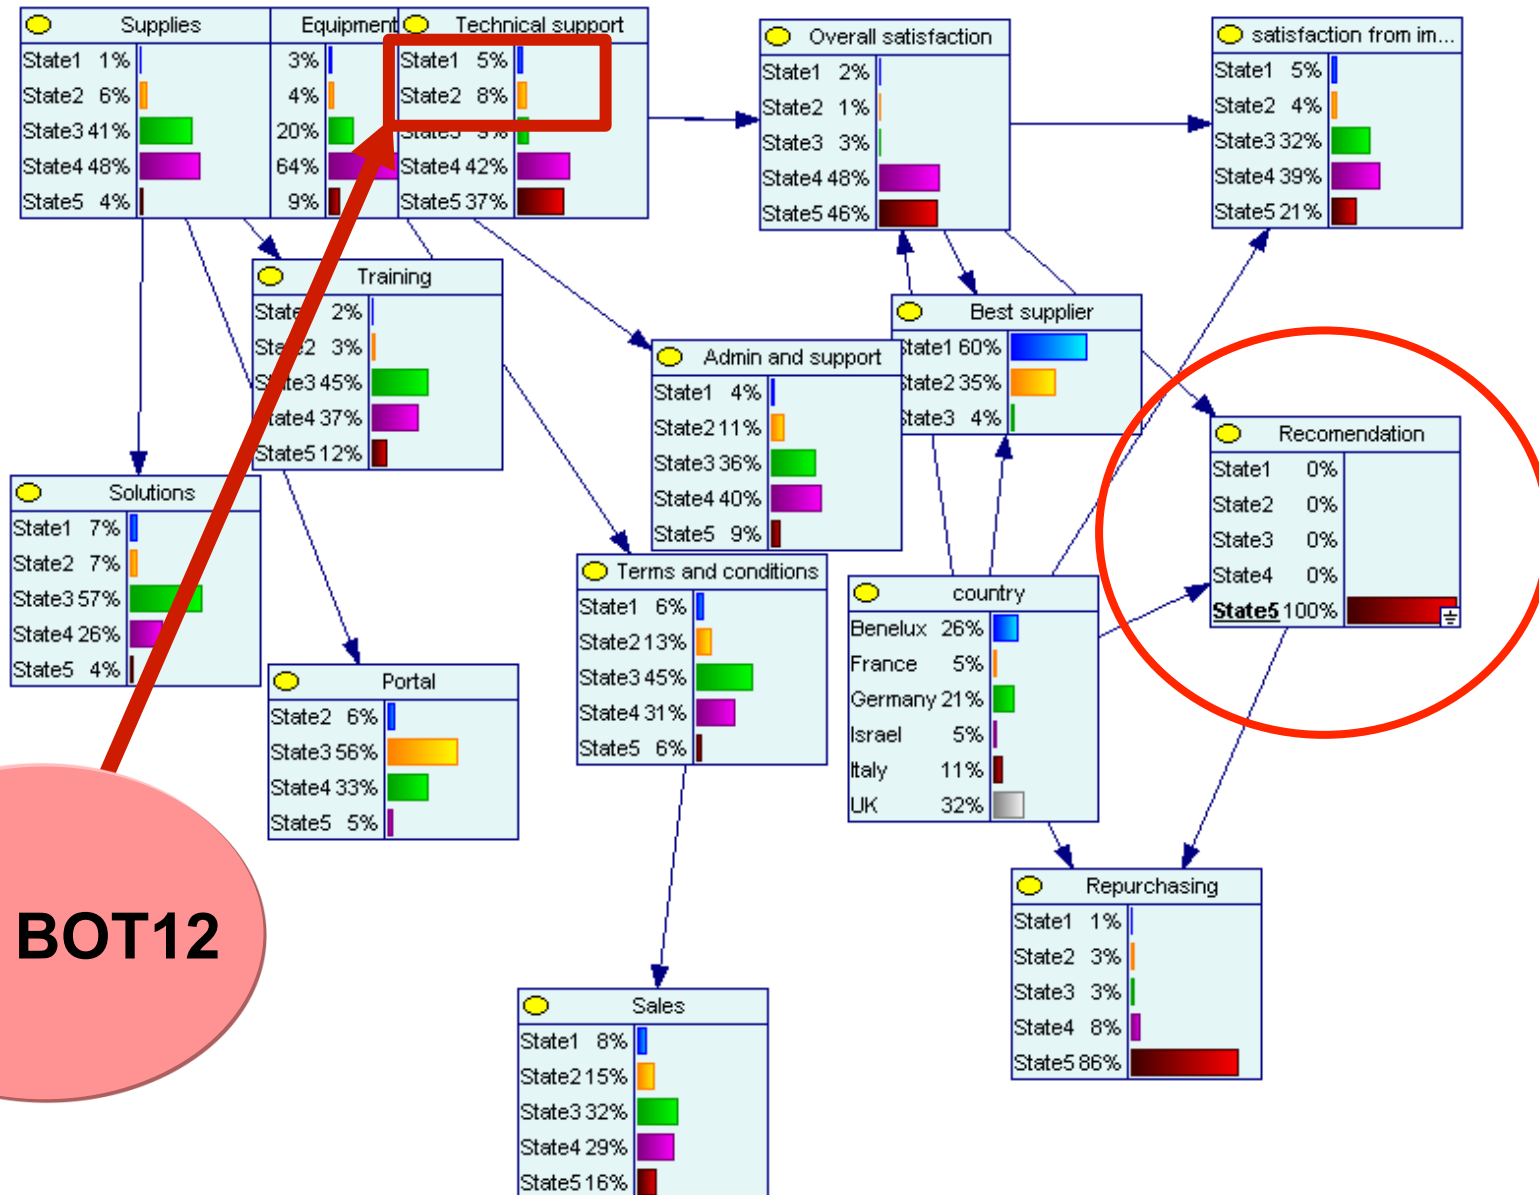 Supplies
State1 1%
State2 6%
State3 41%
State4 48%
State5 4%
Equipment
3%
4%
20%
64%
9%
Technical support
State1 5%
State2 8%
State4 42%
State5 37%
Overall satisfaction
State1 2%
State2 1%
State3 3%
State4 48%
State5 46%
satisfaction from im...
State1 5%
State2 4%
State3 32%
State4 39%
State5 21%
Training
2%
3%
45%
State4 37%
State5 12%
Admin and support
State1 4%
State2 11%
State3 36%
State4 40%
State5 9%
Best supplier
State1 60%
State2 35%
State3 4%
Recomendation
State1 0%
State2 0%
State3 0%
State4 0%
State5 100%
Solutions
State1 7%
State2 7%
State3 57%
State4 26%
State5 4%
Portal
State2 6%
State3 56%
State4 33%
State5 5%
Terms and conditions
State1 6%
State2 13%
State3 45%
State4 31%
State5 6%
country
Benelux 26%
France 5%
Germany 21%
Israel 5%
Italy 11%
UK 32%
BOT12
Repurchasing
State1 1%
State2 3%
State3 3%
State4 8%
State5 86%
Sales
State1 8%
State2 15%
State3 32%
State4 29%
State5 16%